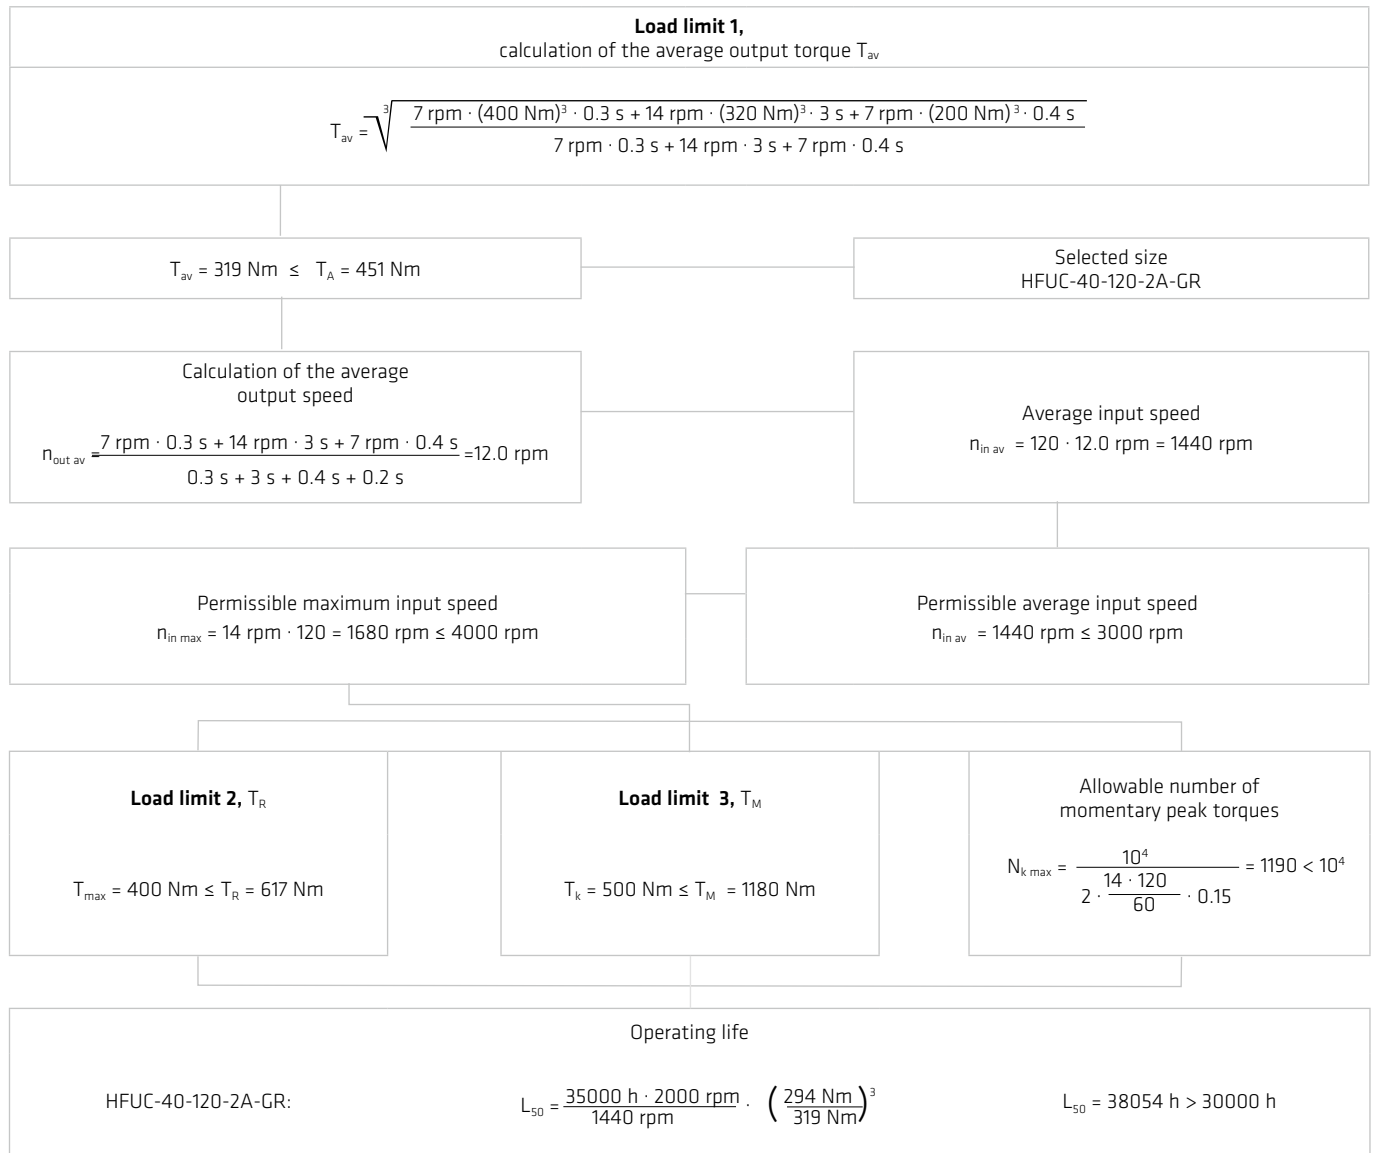 Load limit 1,
calculation of the average output torque T_av
T_av = ∛ 7 rpm · (400 Nm)³ · 0.3 s + 14 rpm · (320 Nm)³ · 3 s + 7 rpm · (200 Nm)³ · 0.4 s
7 rpm · 0.3 s + 14 rpm · 3 s + 7 rpm · 0.4 s
T_av = 319 Nm ≤ T_A = 451 Nm
Selected size
HFUC-40-120-2A-GR
Calculation of the average
output speed
n_out av = 7 rpm · 0.3 s + 14 rpm · 3 s + 7 rpm · 0.4 s =12.0 rpm
0.3 s + 3 s + 0.4 s + 0.2 s
Average input speed
n_in av = 120 · 12.0 rpm = 1440 rpm
Permissible maximum input speed
n_in max = 14 rpm · 120 = 1680 rpm ≤ 4000 rpm
Permissible average input speed
n_in av = 1440 rpm ≤ 3000 rpm
Load limit 2, T_R
T_max = 400 Nm ≤ T_R = 617 Nm
Load limit 3, T_M
T_k = 500 Nm ≤ T_M = 1180 Nm
Allowable number of
momentary peak torques
N_k max = 10⁴ = 1190 < 10⁴
2 · 14 · 120 · 0.15
60
Operating life
HFUC-40-120-2A-GR:
L_50 = 35000 h · 2000 rpm · ( 294 Nm )³
1440 rpm 319 Nm
L_50 = 38054 h > 30000 h